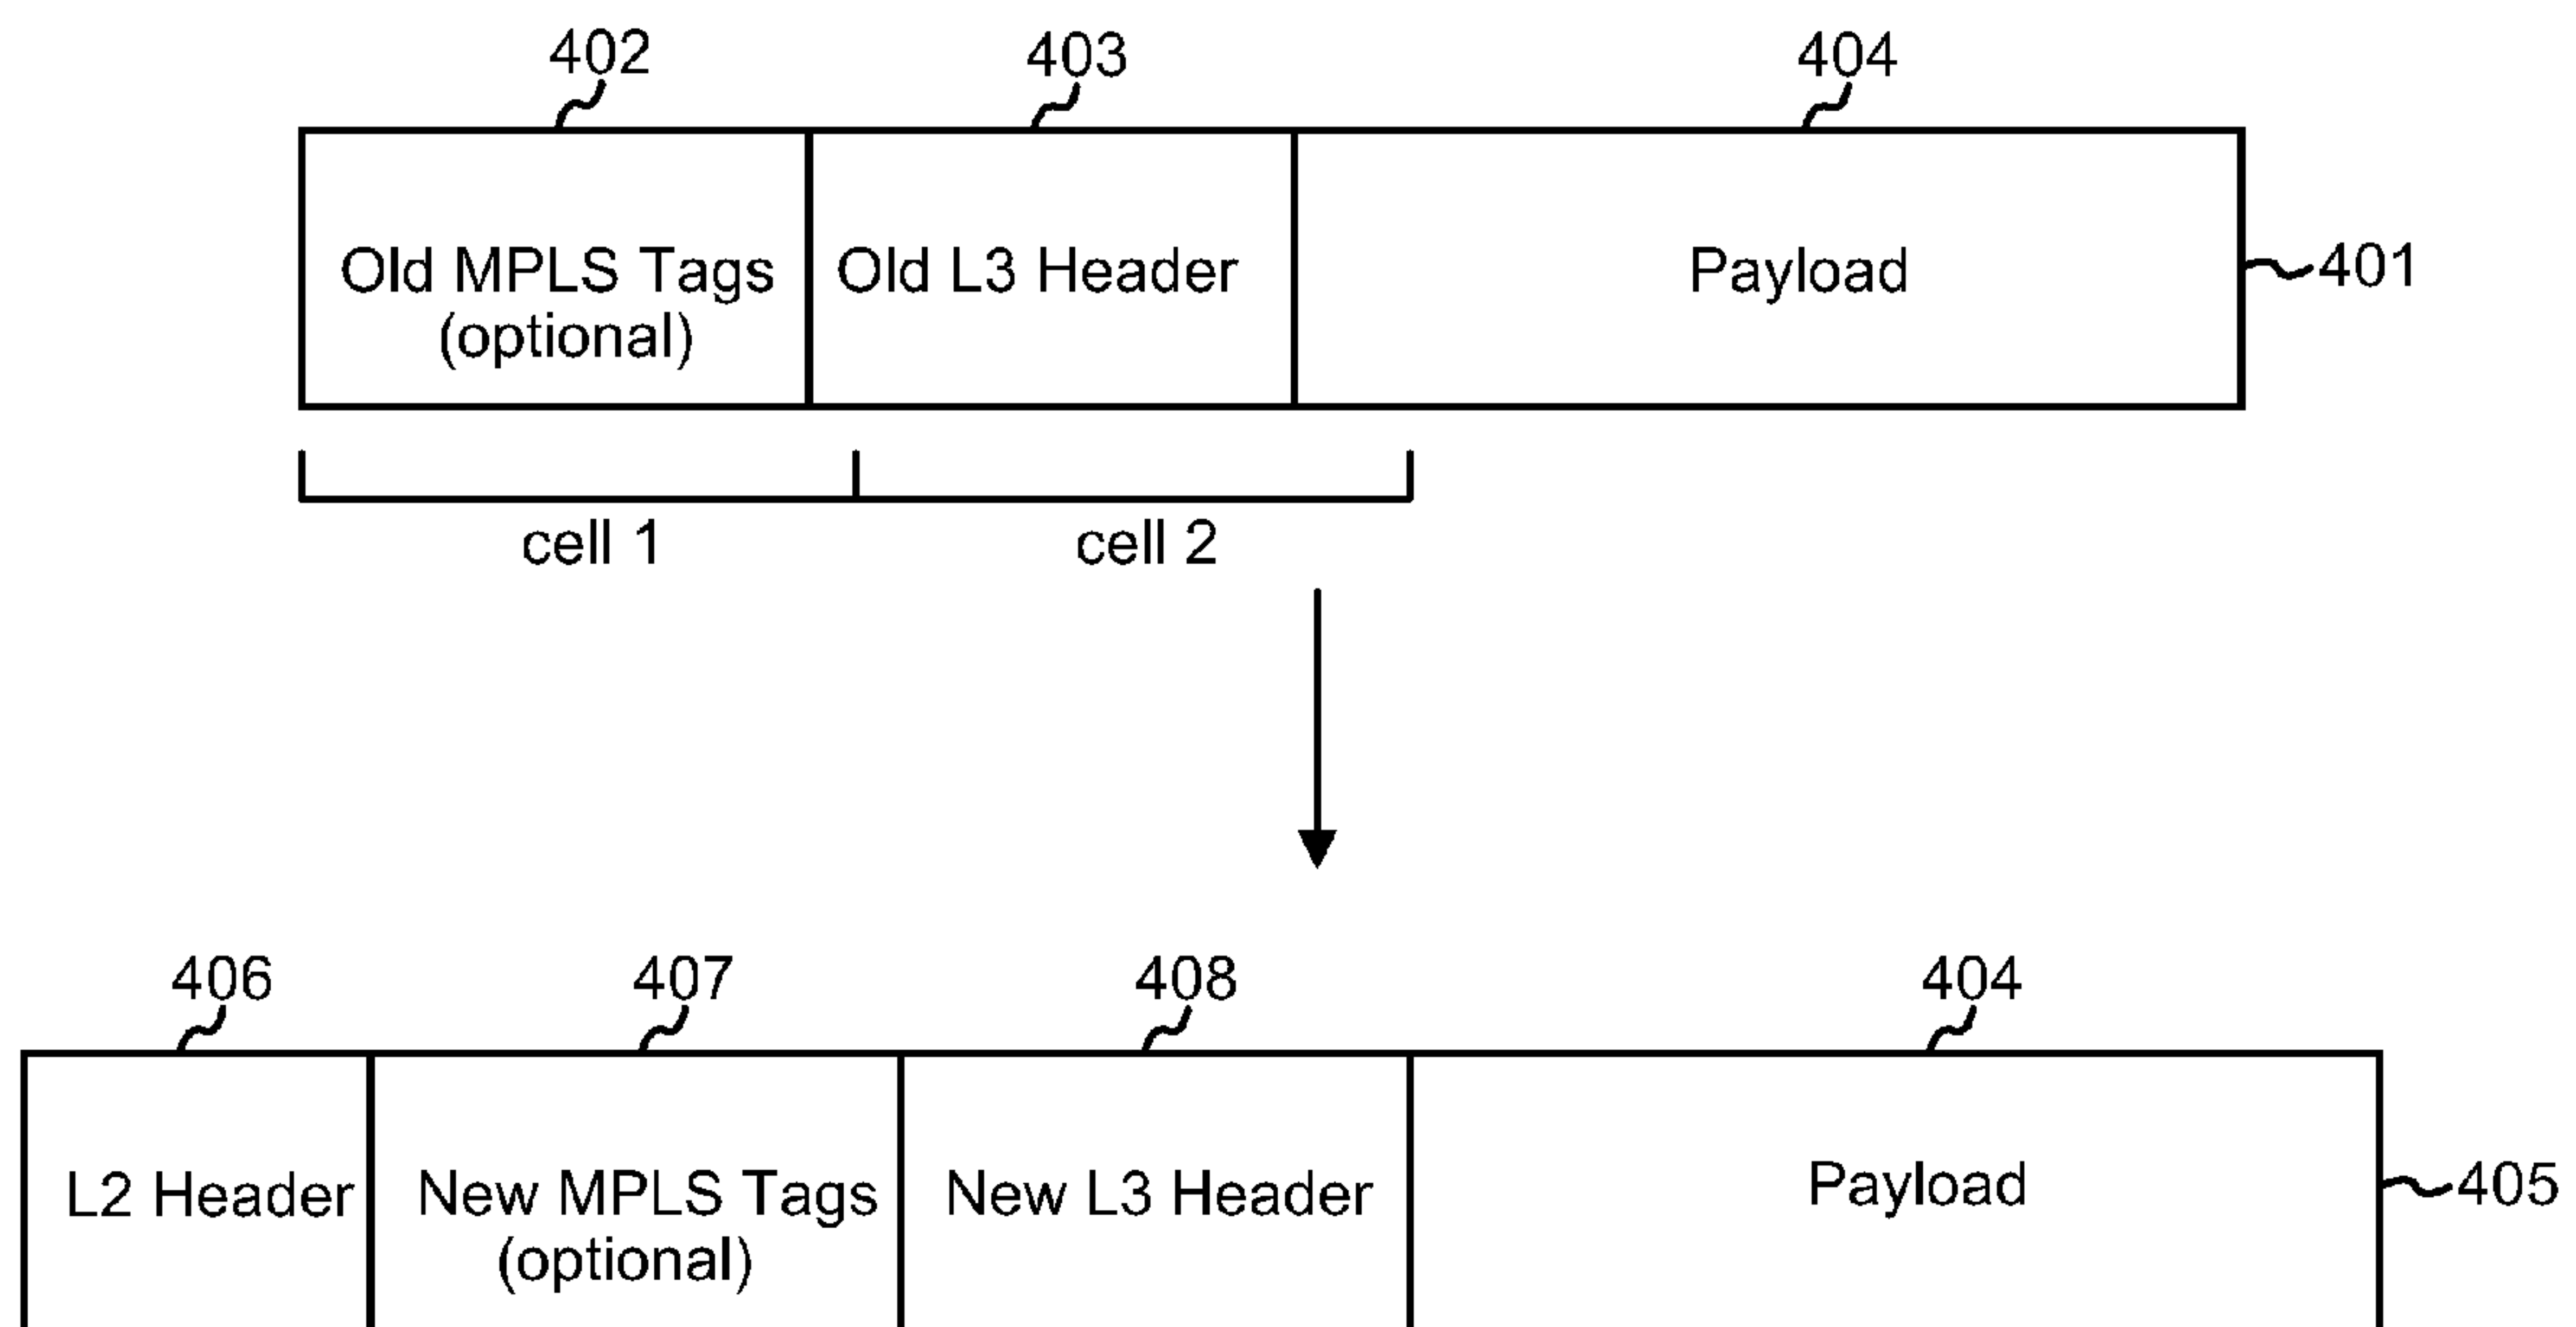 402
403
404
Old MPLS Tags
(optional)
Old L3 Header
Payload
401
cell 1
cell 2
406
407
408
404
L2 Header
New MPLS Tags
(optional)
New L3 Header
Payload
405